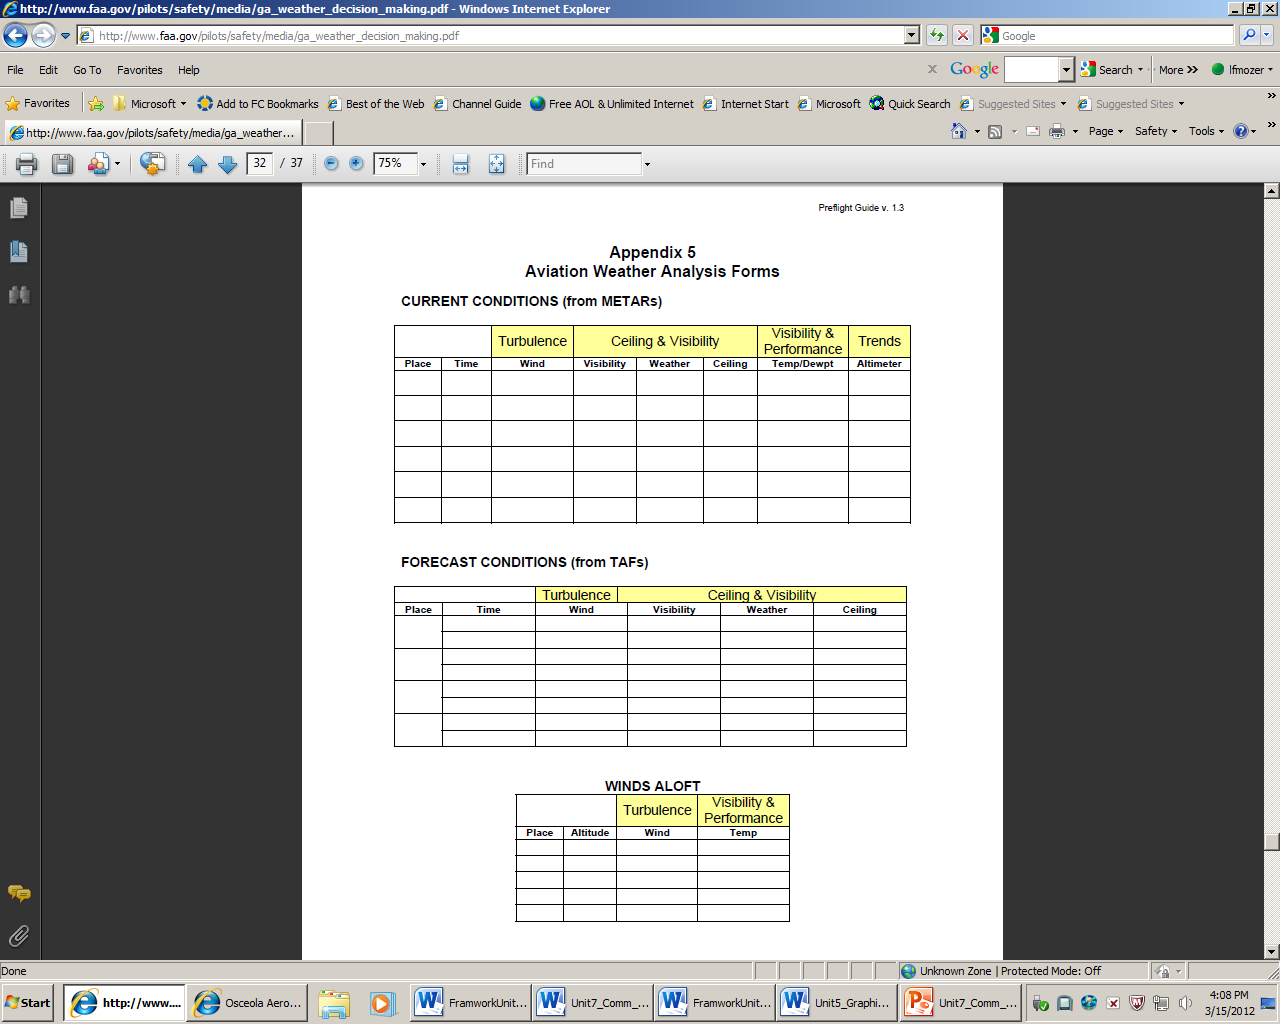 http://www.faa.gov/pilots/safety/media/ga_weather_decision_making.pdf - Windows Internet Explorer
http://www.faa.gov/pilots/safety/media/ga_weather_decision_making.pdf
Google
File Edit Go To Favorites Help
Google Search More lfmozer
Favorites Microsoft Add to FC Bookmarks Best of the Web Channel Guide Free AOL & Unlimited Internet Internet Start Microsoft Quick Search Suggested Sites Suggested Sites
http://www.faa.gov/pilots/safety/media/ga_weather...
Page Safety Tools
32 / 37 75% Find
Preflight Guide v. 1.3
Appendix 5
Aviation Weather Analysis Forms
CURRENT CONDITIONS (from METARs)
Turbulence Ceiling & Visibility Visibility & Performance Trends
Place Time Wind Visibility Weather Ceiling Temp/Dewpt Altimeter
FORECAST CONDITIONS (from TAFs)
Turbulence Ceiling & Visibility
Place Time Wind Visibility Weather Ceiling
WINDS ALOFT
Turbulence Visibility & Performance
Place Altitude Wind Temp
Done Unknown Zone | Protected Mode: Off
Start http://www.... Osceola Aero... FramworkUnit... Unit7_Comm_... FramworkUnit... Unit5_Graphi... Unit7_Comm_...
4:08 PM
3/15/2012